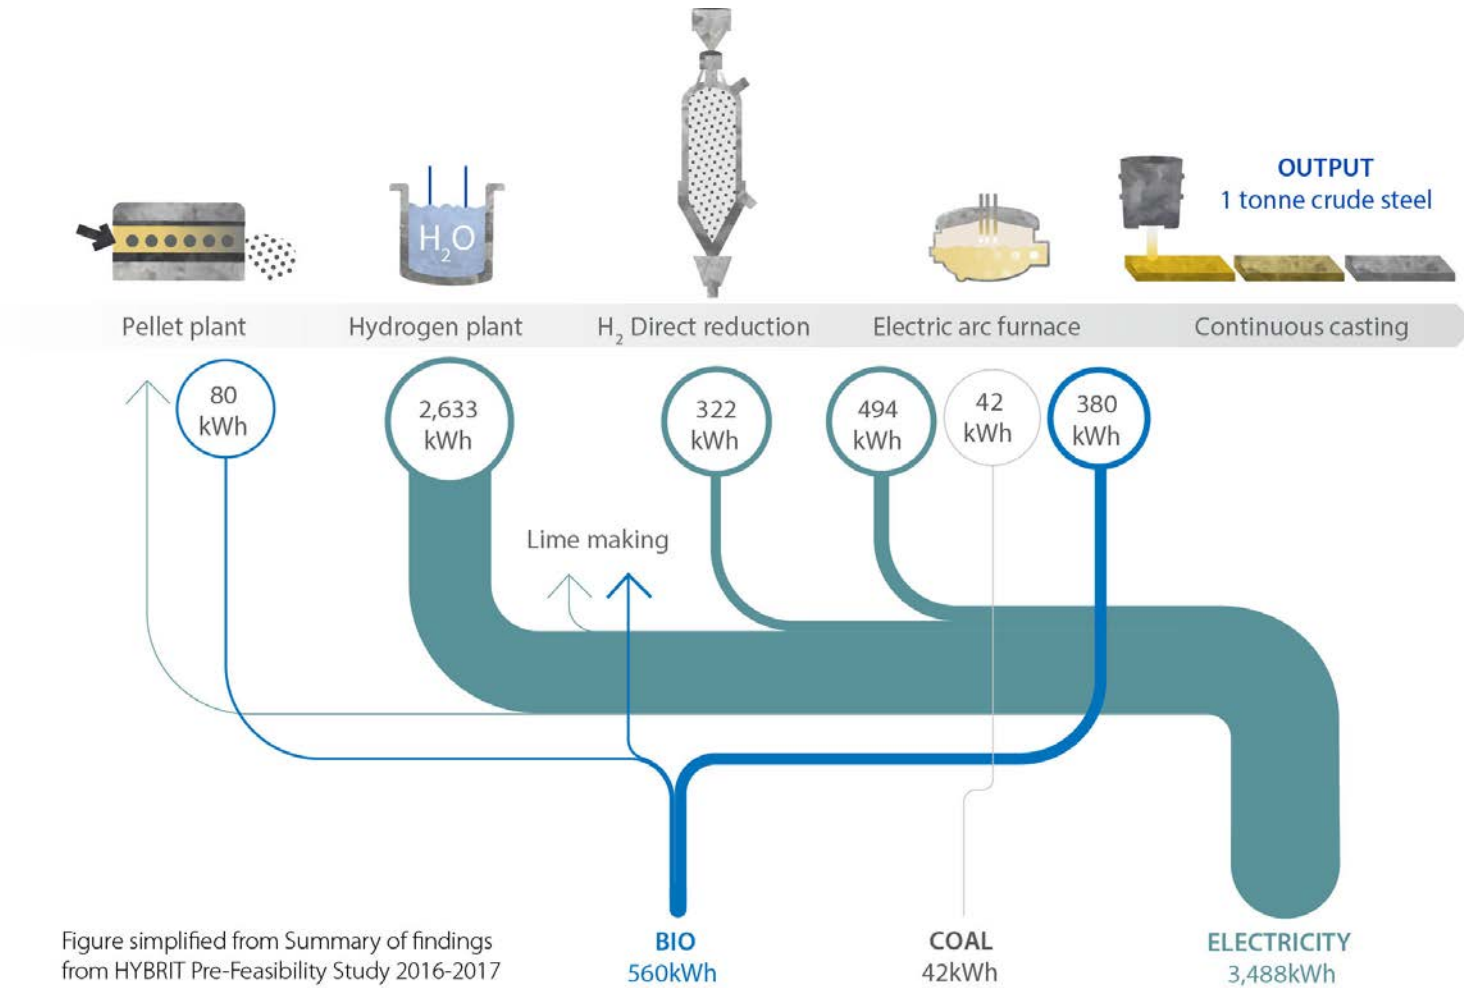 OUTPUT
1 tonne crude steel
H₂O
Pellet plant
Hydrogen plant
H₂ Direct reduction
Electric arc furnace
Continuous casting
80
kWh
2,633
kWh
322
kWh
494
kWh
42
kWh
380
kWh
Lime making
Figure simplified from Summary of findings
from HYBRIT Pre-Feasibility Study 2016-2017
BIO
560kWh
COAL
42kWh
ELECTRICITY
3,488kWh